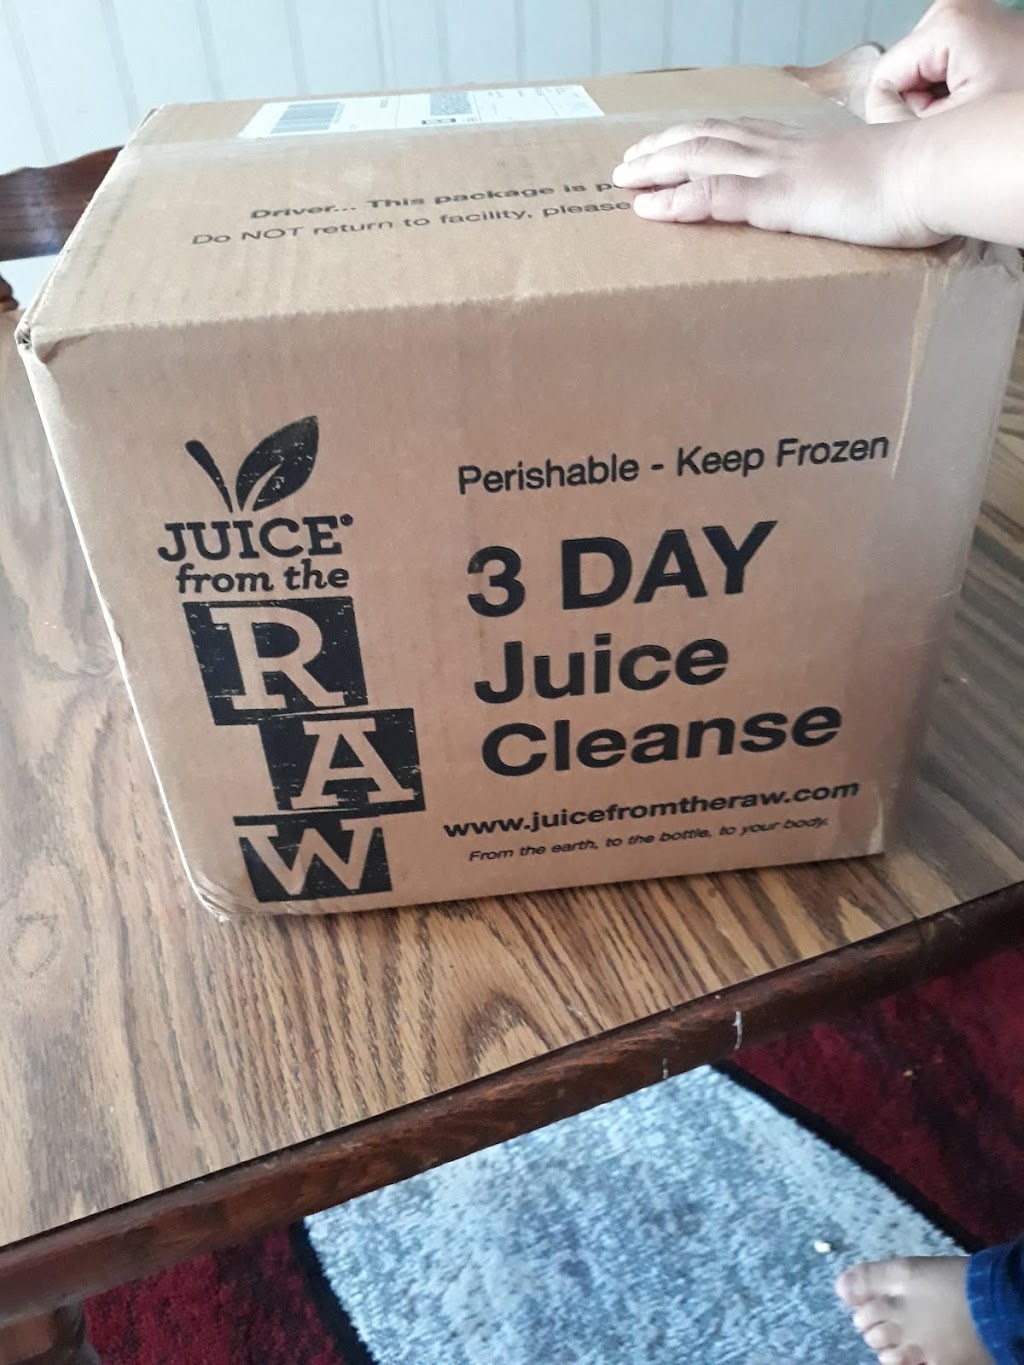 Driver... This package is
Do NOT return to facility, please
JUICE®
from the
RAW
Perishable - Keep Frozen
3 DAY
Juice
Cleanse
www.juicefromtheraw.com
From the earth, to the bottle, to your body.